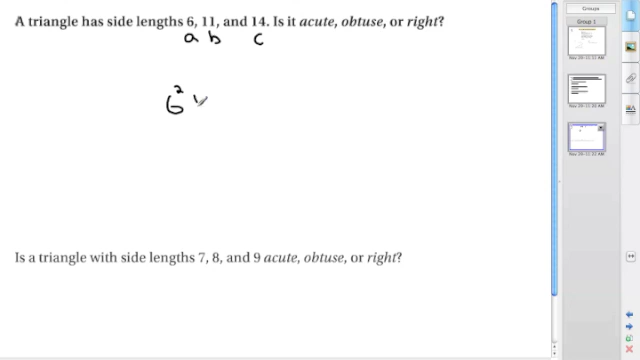 A triangle has side lengths 6, 11, and 14. Is it acute, obtuse, or right?
a b c
6²
Is a triangle with side lengths 7, 8, and 9 acute, obtuse, or right?
Groups
Group 1